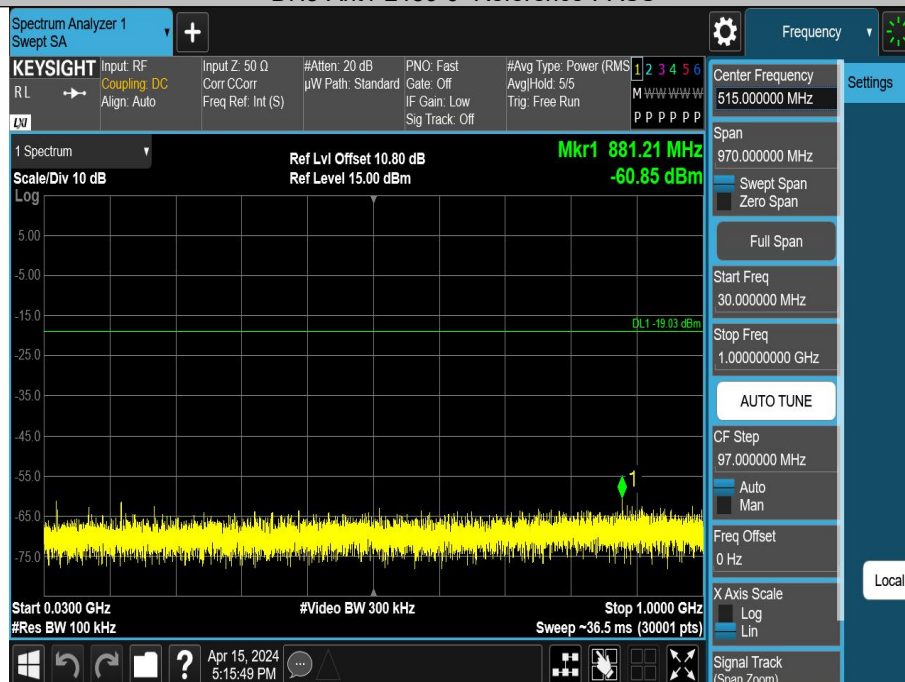 Spectrum Analyzer 1
Swept SA
Frequency
KEYSIGHT
RL
LXI
Input: RF
Coupling: DC
Align: Auto
Input Z: 50 Ω
Corr CCorr
Freq Ref: Int (S)
#Atten: 20 dB
µW Path: Standard
PNO: Fast
Gate: Off
IF Gain: Low
Sig Track: Off
#Avg Type: Power (RMS
Avg|Hold: 5/5
Trig: Free Run
1 2 3 4 5 6
M W W W W W
P P P P P P
1 Spectrum
Scale/Div 10 dB
Ref Lvl Offset 10.80 dB
Ref Level 15.00 dBm
Mkr1 881.21 MHz
-60.85 dBm
Log
5.00
-5.00
-15.0
DL1 -19.03 dBm
-25.0
-35.0
-45.0
-55.0
1
-65.0
-75.0
Start 0.0300 GHz
#Video BW 300 kHz
Stop 1.0000 GHz
#Res BW 100 kHz
Sweep ~36.5 ms (30001 pts)
?
Apr 15, 2024
5:15:49 PM
Center Frequency
515.000000 MHz
Settings
Span
970.000000 MHz
Swept Span
Zero Span
Full Span
Start Freq
30.000000 MHz
Stop Freq
1.000000000 GHz
AUTO TUNE
CF Step
97.000000 MHz
Auto
Man
Freq Offset
0 Hz
Local
X Axis Scale
Log
Lin
Signal Track
(Span Zoom)